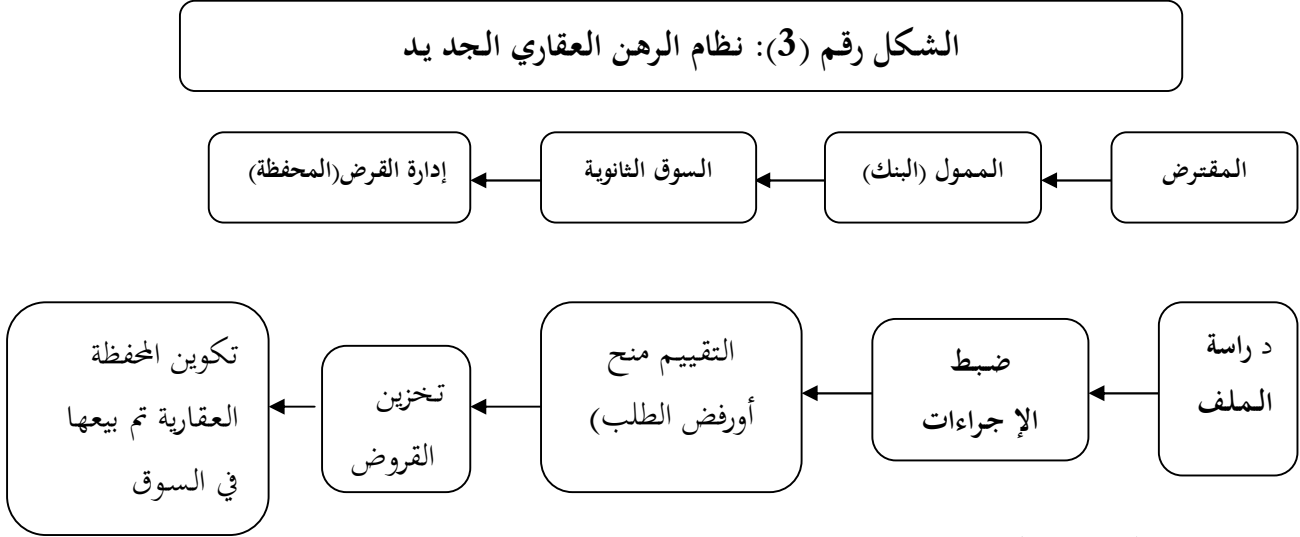 الشكل رقم (3): نظام الرهن العقاري الجد يد
المقترض
الممول (البنك)
السوق الثانوية
إدارة القرض(المحفظة)
د راسة
الملف
ضبط
الإ جراءات
التقييم منح
أورفض الطلب)
تخزين
القروض
تكوين المحفظة
العقارية تم بيعها
في السوق